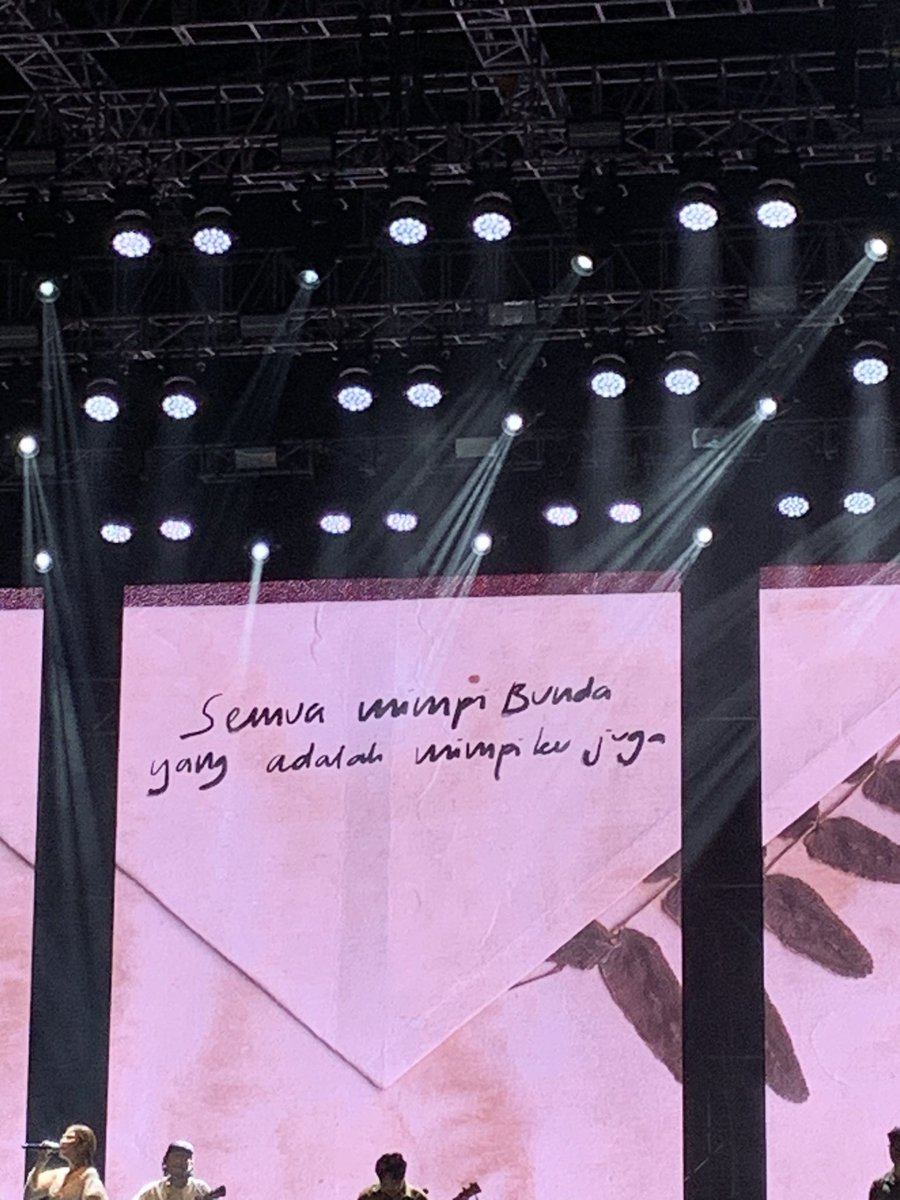 Semua mimpi Bunda
yang adalah mimpiku juga